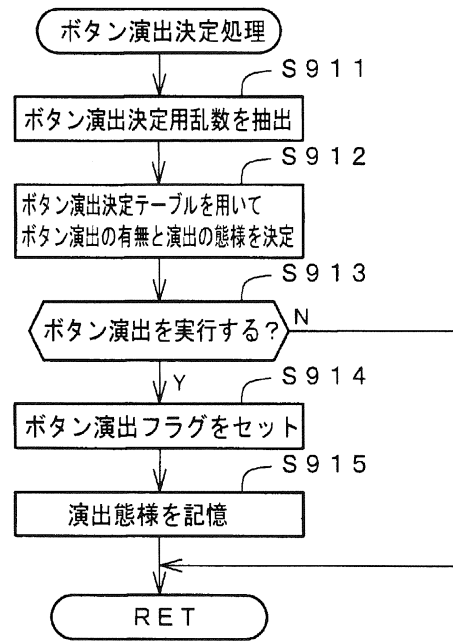 ボタン演出決定処理
S911
ボタン演出決定用乱数を抽出
S912
ボタン演出決定テーブルを用いて
ボタン演出の有無と演出の態様を決定
S913
ボタン演出を実行する？
N
Y
S914
ボタン演出フラグをセット
S915
演出態様を記憶
RET